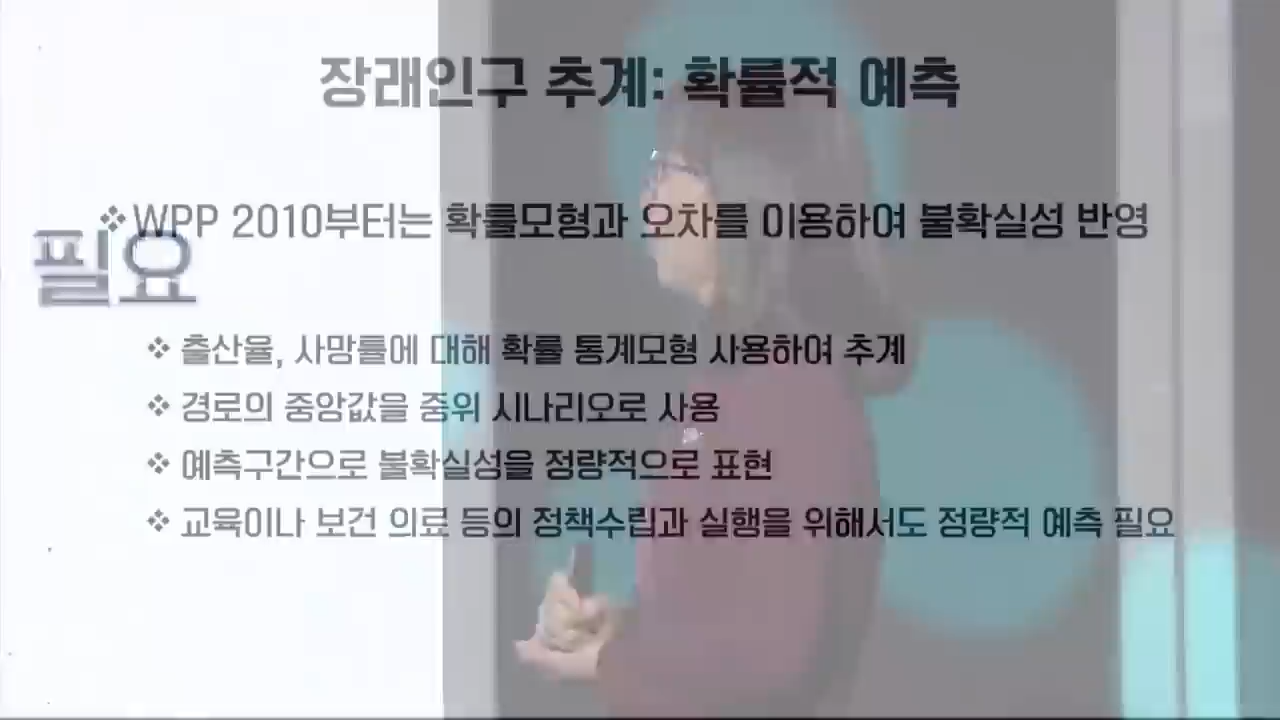 장래인구 추계: 확률적 예측
❖WPP 2010부터는 확률모형과 오차를 이용하여 불확실성 반영
필요
❖ 출산율, 사망률에 대해 확률 통계모형 사용하여 추계
❖ 경로의 중앙값을 중위 시나리오로 사용
❖ 예측구간으로 불확실성을 정량적으로 표현
❖ 교육이나 보건 의료 등의 정책수립과 실행을 위해서도 정량적 예측 필요